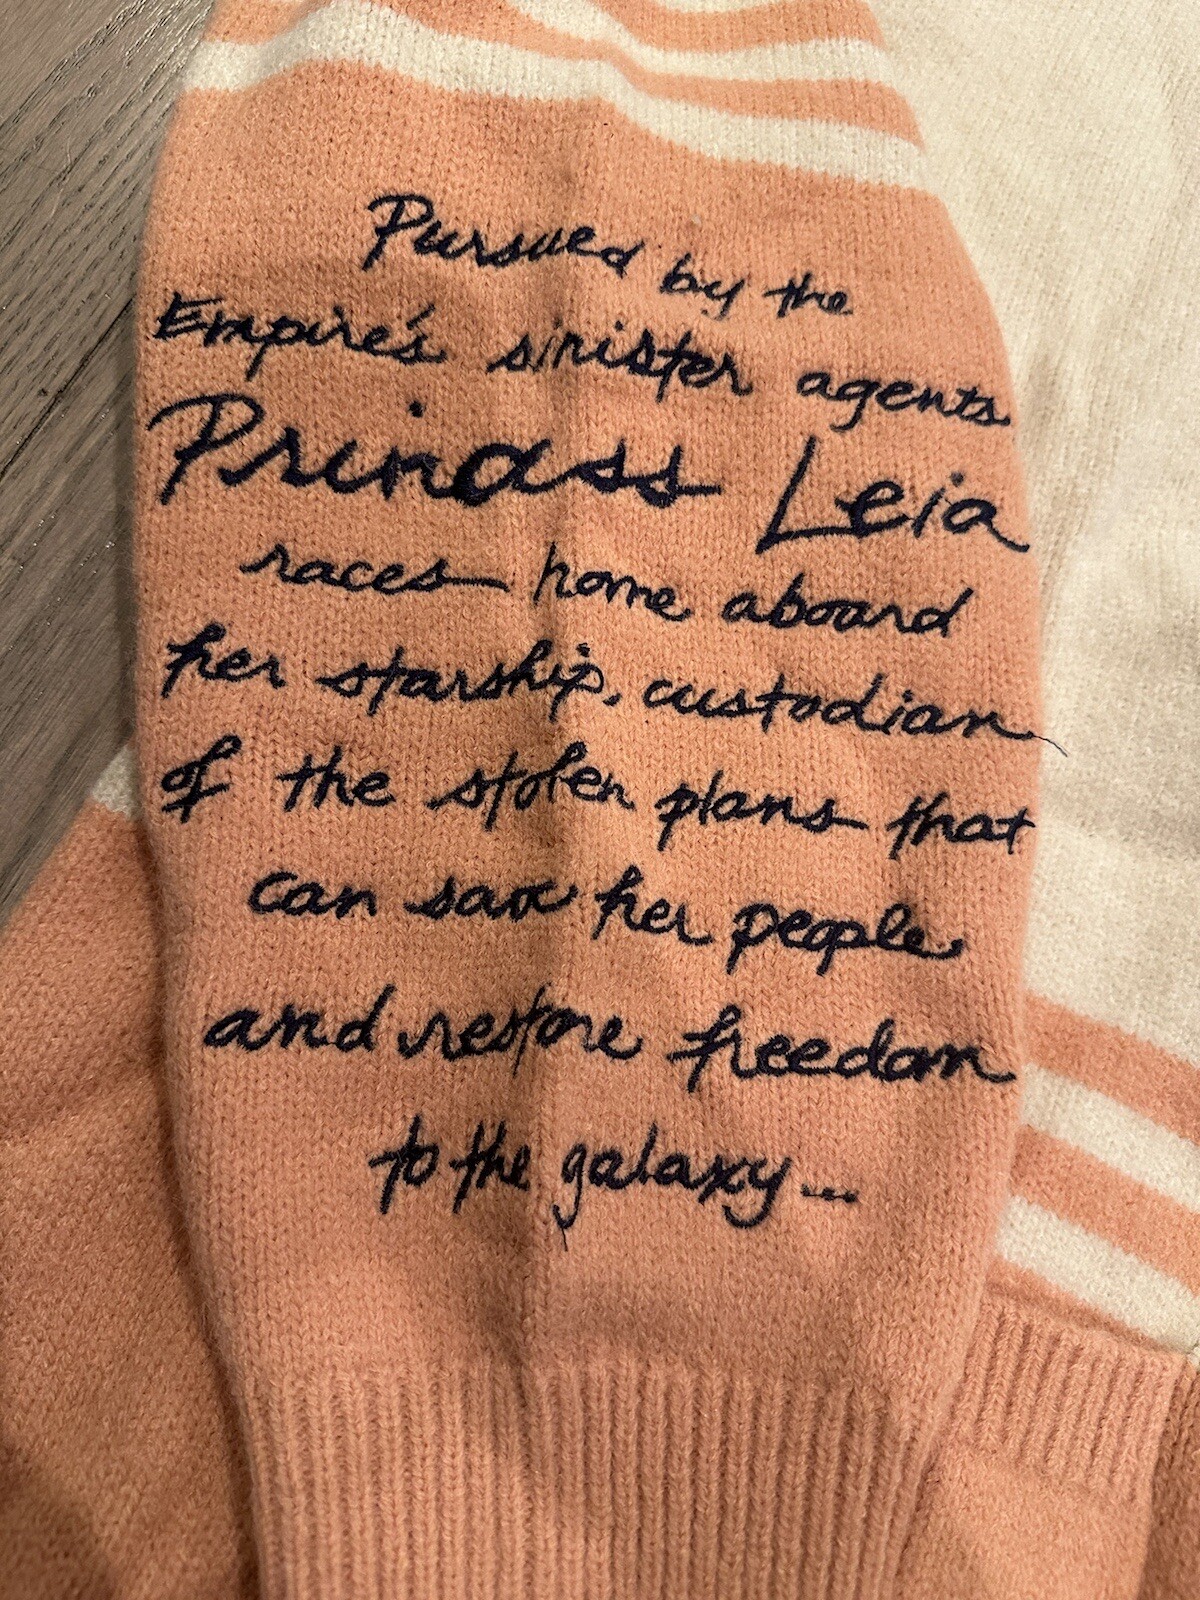 Pursued by the
Empire's sinister agents
Princess Leia
races home aboard
her starship, custodian
of the stolen plans that
can save her people
and restore freedom
to the galaxy...